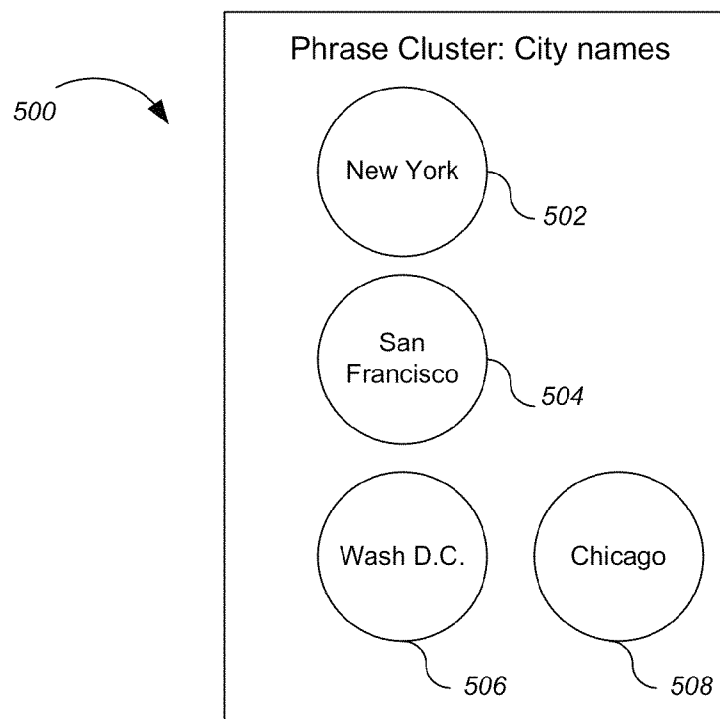 Phrase Cluster: City names
500
New York
502
San
Francisco
504
Wash D.C.
Chicago
506
508